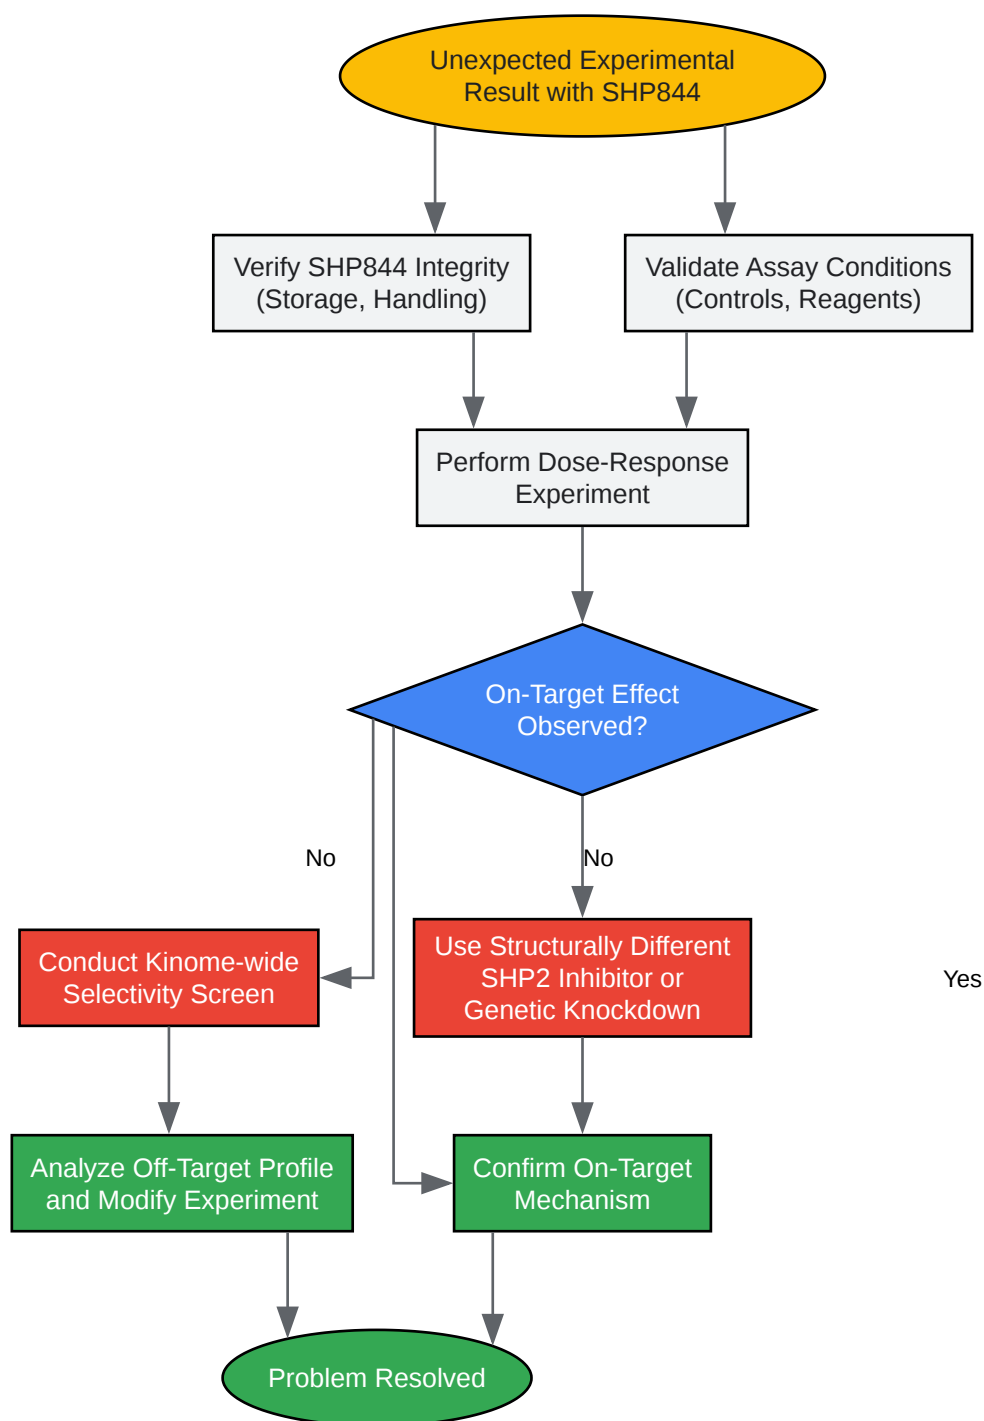 Unexpected Experimental
Result with SHP844
Verify SHP844 Integrity
(Storage, Handling)
Validate Assay Conditions
(Controls, Reagents)
Perform Dose-Response
Experiment
On-Target Effect
Observed?
No
No
Conduct Kinome-wide
Selectivity Screen
Use Structurally Different
SHP2 Inhibitor or
Genetic Knockdown
Yes
Analyze Off-Target Profile
and Modify Experiment
Confirm On-Target
Mechanism
Problem Resolved